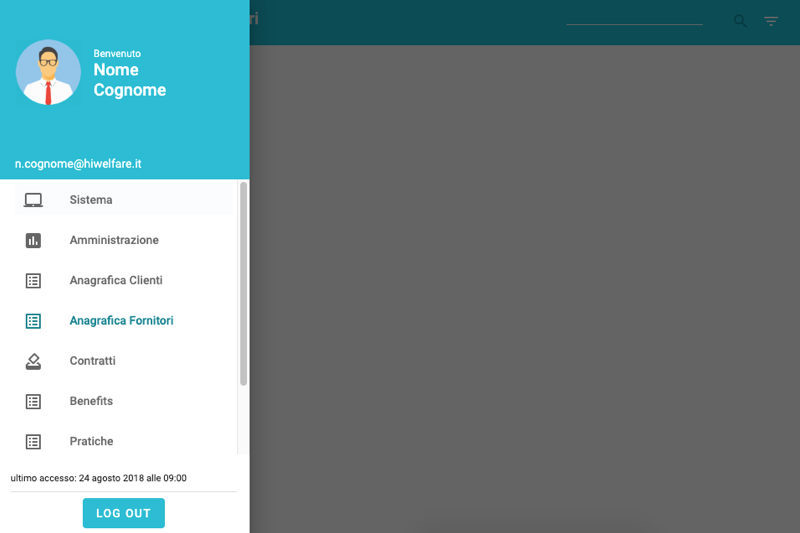 Benvenuto
Nome
Cognome
n.cognome@hiwelfare.it
Sistema
Amministrazione
Anagrafica Clienti
Anagrafica Fornitori
Contratti
Benefits
Pratiche
ultimo accesso: 24 agosto 2018 alle 09:00
LOG OUT